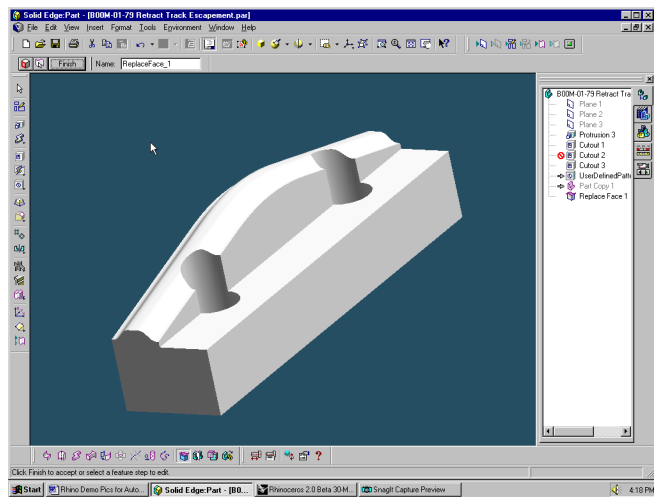 Solid Edge:Part - [B00M-01-79 Retract Track Escapement.par]
File Edit View Insert Format Tools Environment Window Help
Finish Name: ReplaceFace_1
B00M-01-79 Retract Tra
Plane 1
Plane 2
Plane 3
Protrusion 3
Cutout 1
Cutout 2
Cutout 3
UserDefinedPatte
Part Copy 1
Replace Face 1
Click Finish to accept or select a feature step to edit.
Start Rhino Demo Pics for Auto... Solid Edge:Part - [B0... Rhinoceros 2.0 Beta 30-M... SnagIt Capture Preview 4:18 PM